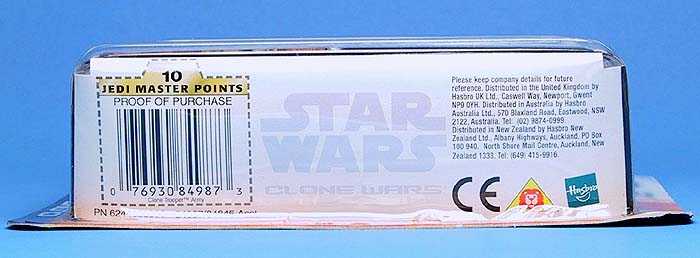 10
JEDI MASTER POINTS
PROOF OF PURCHASE
0 76930 84987 3
Clone Trooper™ Army
PN 624
STAR
WARS
CLONE WARS
Please keep company details for future
reference. Distributed in the United Kingdom by
Hasbro UK Ltd., Caswell Way, Newport, Gwent
NP9 0YH. Distributed in Australia by Hasbro
Australia Ltd., 570 Blaxland Road, Eastwood, NSW
2122, Australia. Tel: (02) 9874-0999.
Distributed in New Zealand by Hasbro New
Zealand Ltd., Albany, Auckland, PO Box
100 940. North Shore Mail Centre, Auckland, New
Zealand 1333. Tel: (649) 415-9916.
CE
Hasbro